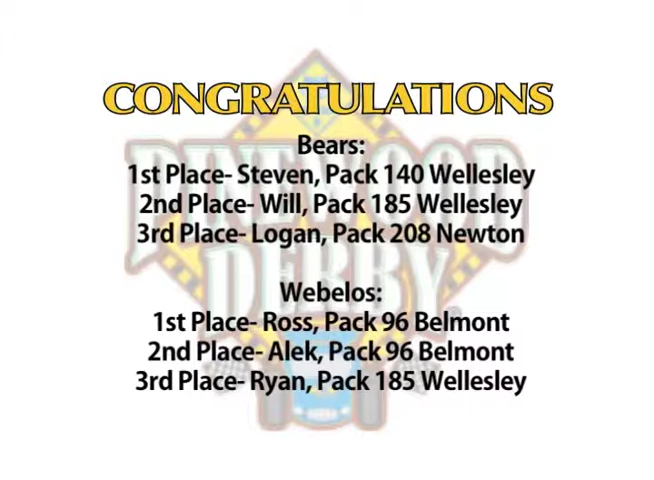 CONGRATULATIONS
PINEWOOD
DERBY
Bears:
1st Place- Steven, Pack 140 Wellesley
2nd Place- Will, Pack 185 Wellesley
3rd Place- Logan, Pack 208 Newton
Webelos:
1st Place- Ross, Pack 96 Belmont
2nd Place- Alek, Pack 96 Belmont
3rd Place- Ryan, Pack 185 Wellesley